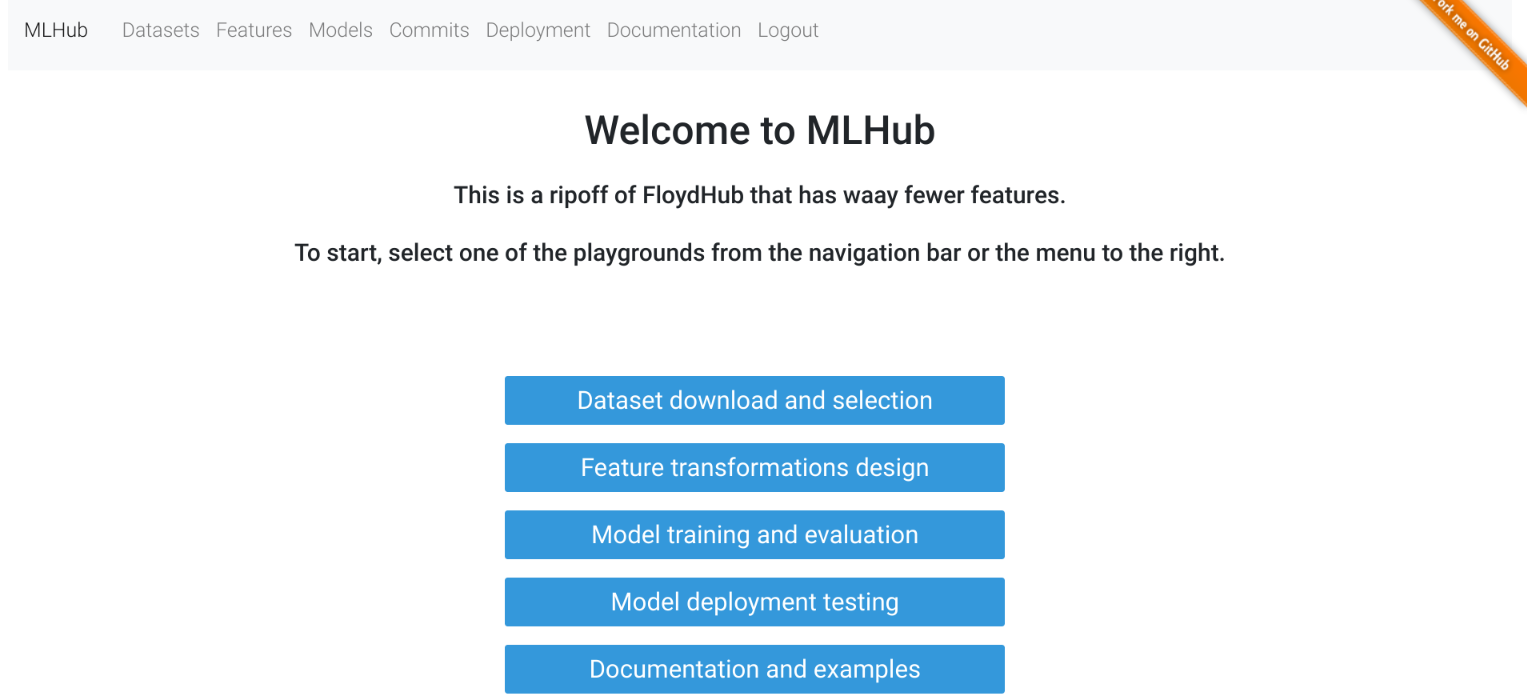 MLHub Datasets Features Models Commits Deployment Documentation Logout
me on GitHub
Welcome to MLHub
This is a ripoff of FloydHub that has waay fewer features.
To start, select one of the playgrounds from the navigation bar or the menu to the right.
Dataset download and selection
Feature transformations design
Model training and evaluation
Model deployment testing
Documentation and examples